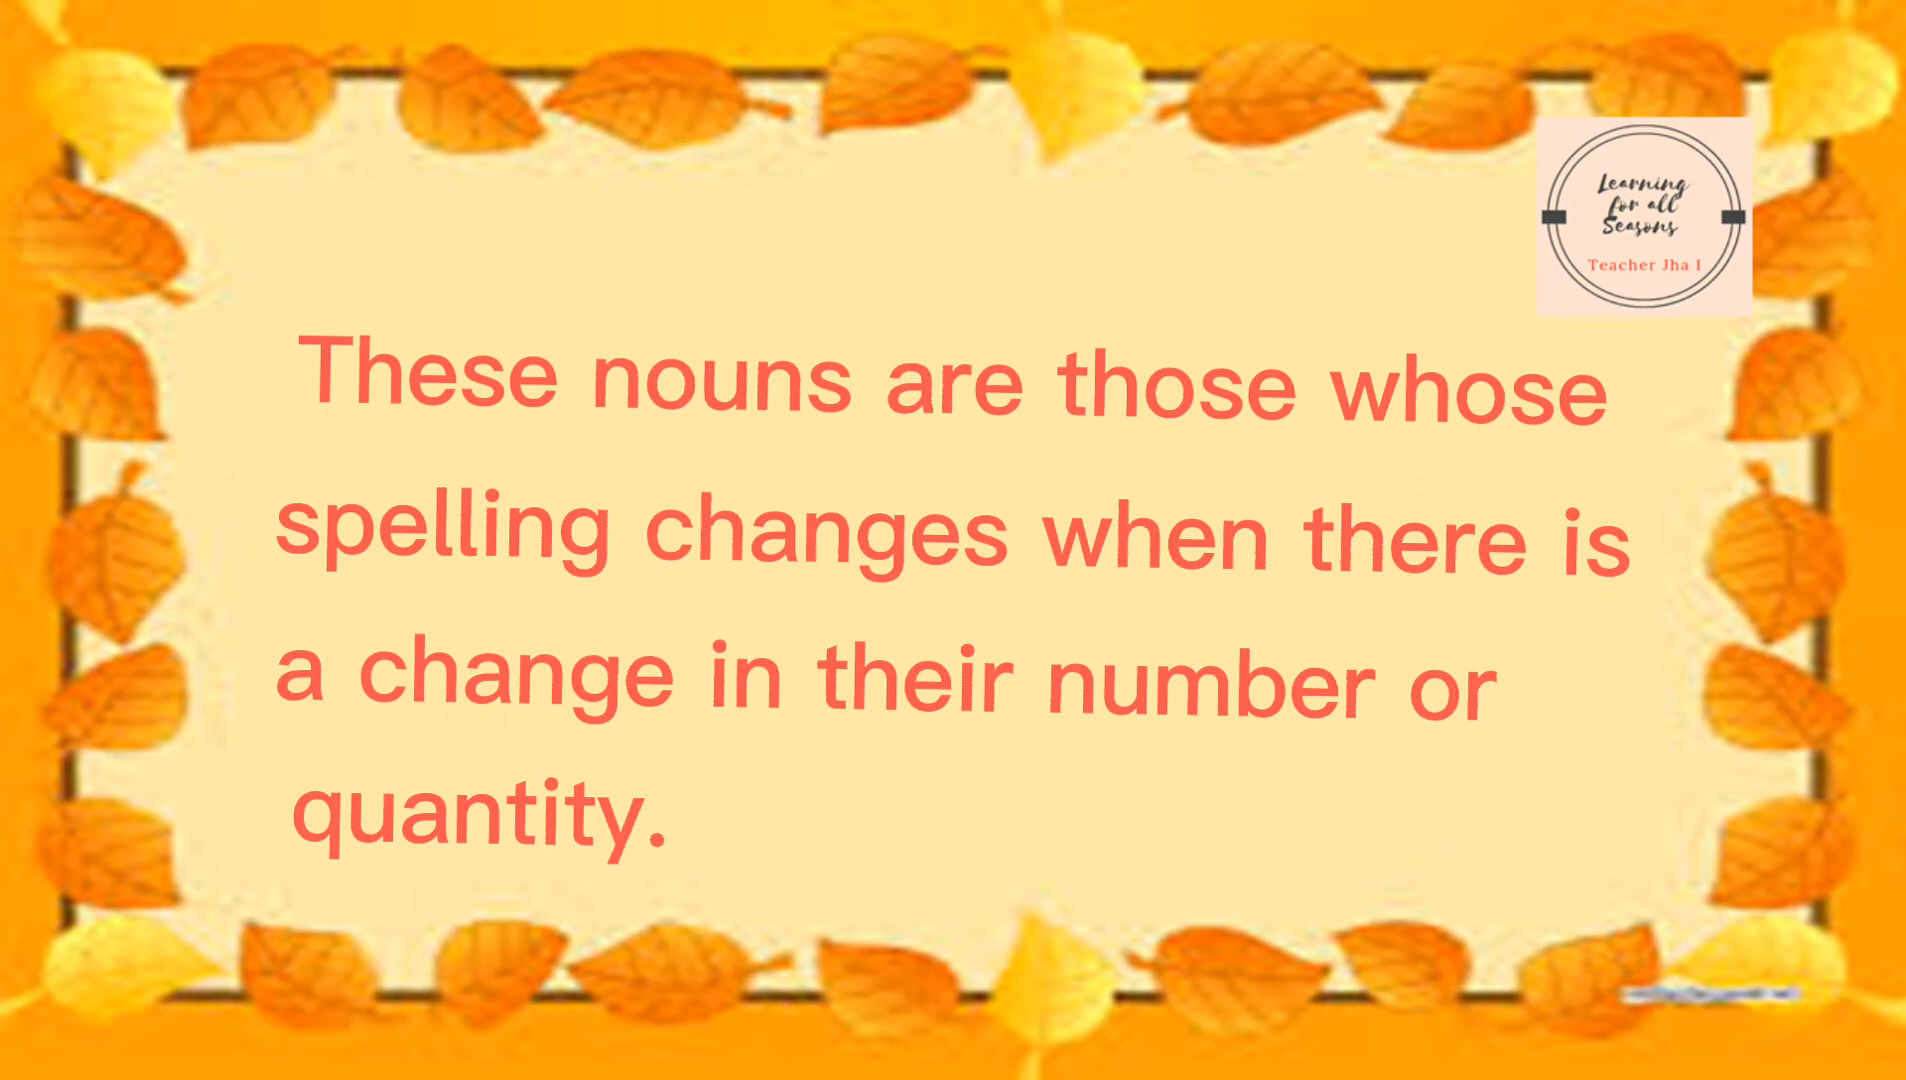 Learning
for all
Seasons
Teacher Jha I
These nouns are those whose
spelling changes when there is
a change in their number or
quantity.